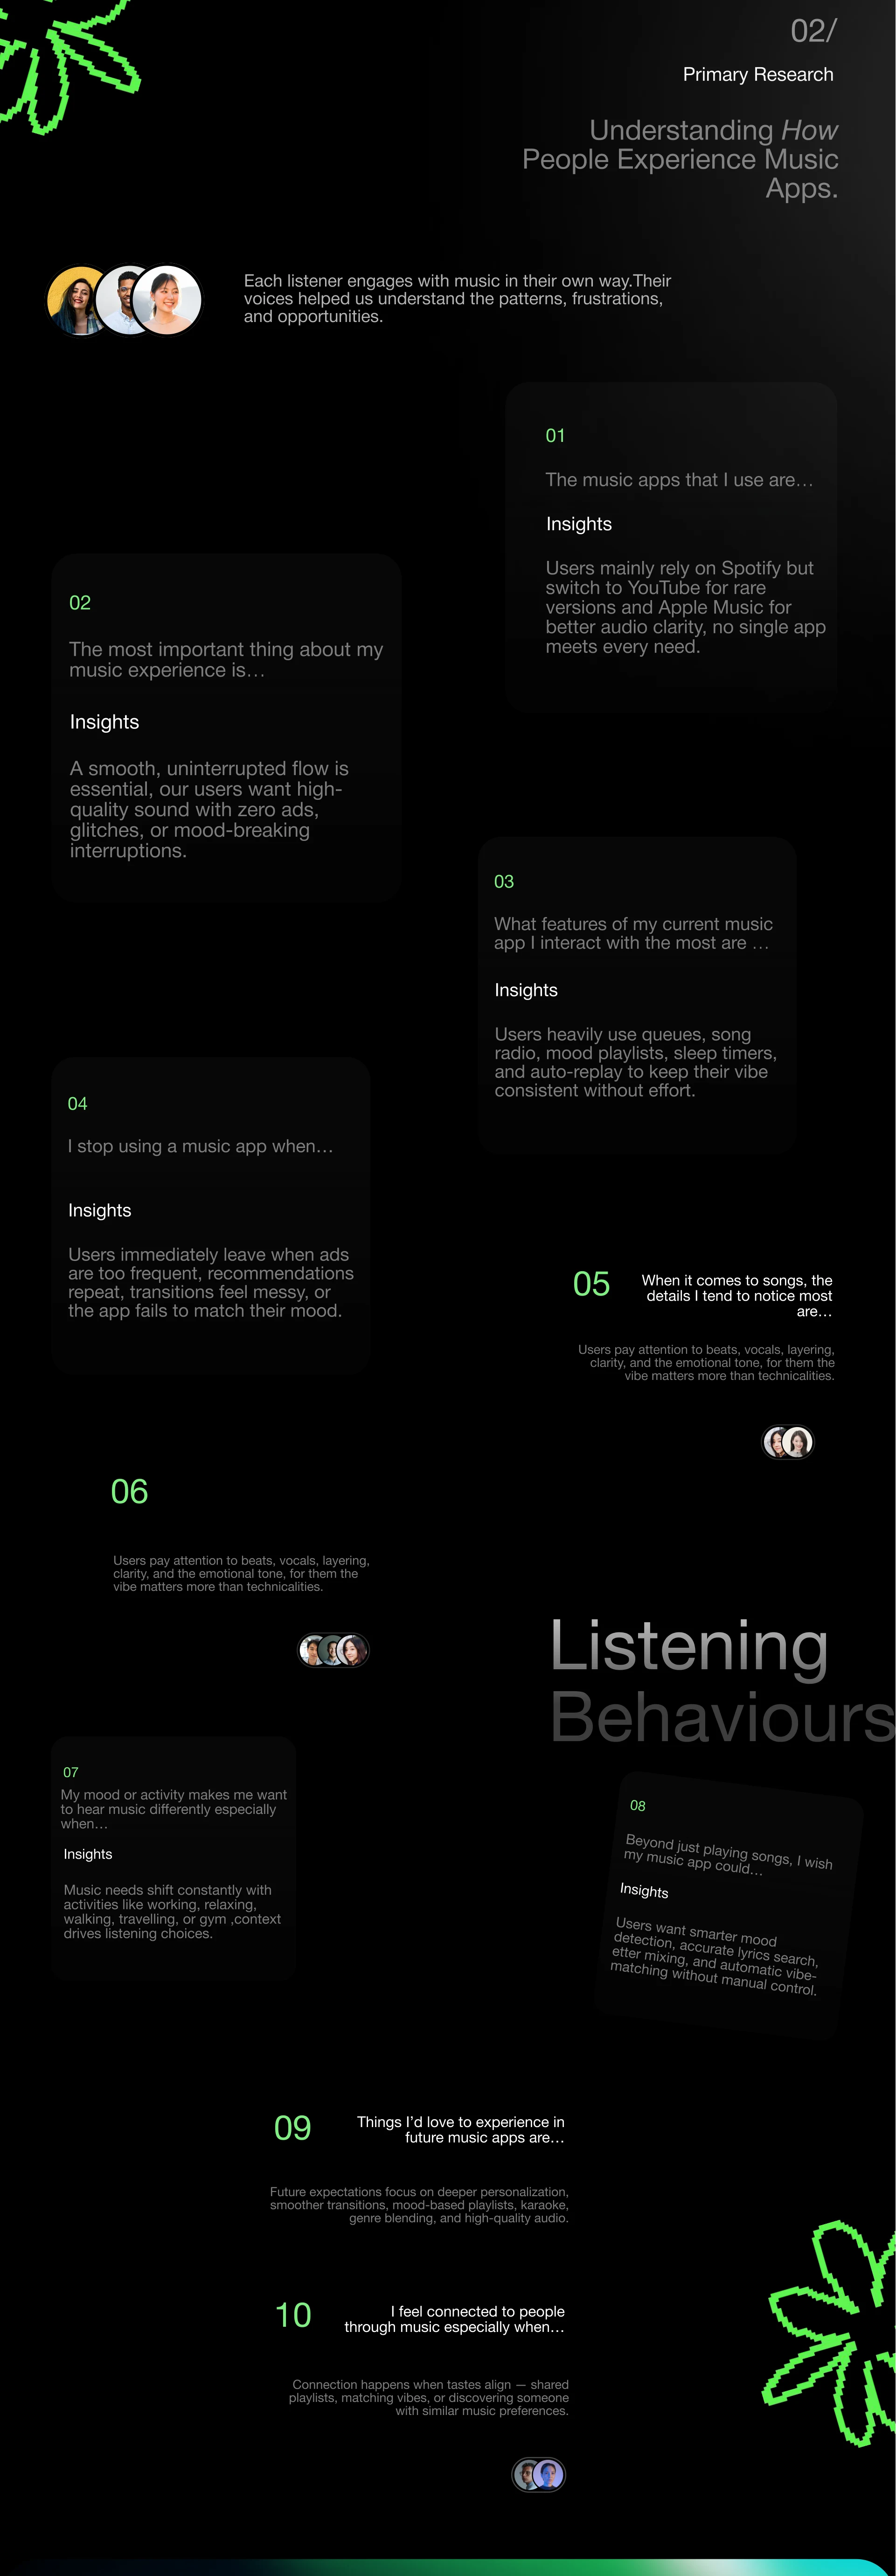 02/
Primary Research
Understanding How
People Experience Music
Apps.
Each listener engages with music in their own way.Their
voices helped us understand the patterns, frustrations,
and opportunities.
01
The music apps that I use are…
Insights
Users mainly rely on Spotify but
switch to YouTube for rare
versions and Apple Music for
better audio clarity, no single app
meets every need.
02
The most important thing about my
music experience is…
Insights
A smooth, uninterrupted flow is
essential, our users want high-
quality sound with zero ads,
glitches, or mood-breaking
interruptions.
03
What features of my current music
app I interact with the most are …
Insights
Users heavily use queues, song
radio, mood playlists, sleep timers,
and auto-replay to keep their vibe
consistent without effort.
04
I stop using a music app when…
Insights
Users immediately leave when ads
are too frequent, recommendations
repeat, transitions feel messy, or
the app fails to match their mood.
05
When it comes to songs, the
details I tend to notice most
are…
Users pay attention to beats, vocals, layering,
clarity, and the emotional tone, for them the
vibe matters more than technicalities.
06
Users pay attention to beats, vocals, layering,
clarity, and the emotional tone, for them the
vibe matters more than technicalities.
Listening
Behaviours
07
My mood or activity makes me want
to hear music differently especially
when…
Insights
Music needs shift constantly with
activities like working, relaxing,
walking, travelling, or gym ,context
drives listening choices.
08
Beyond just playing songs, I wish
my music app could…
Insights
Users want smarter mood
detection, accurate lyrics search,
etter mixing, and automatic vibe-
matching without manual control.
09
Things I’d love to experience in
future music apps are…
Future expectations focus on deeper personalization,
smoother transitions, mood-based playlists, karaoke,
genre blending, and high-quality audio.
10
I feel connected to people
through music especially when…
Connection happens when tastes align — shared
playlists, matching vibes, or discovering someone
with similar music preferences.